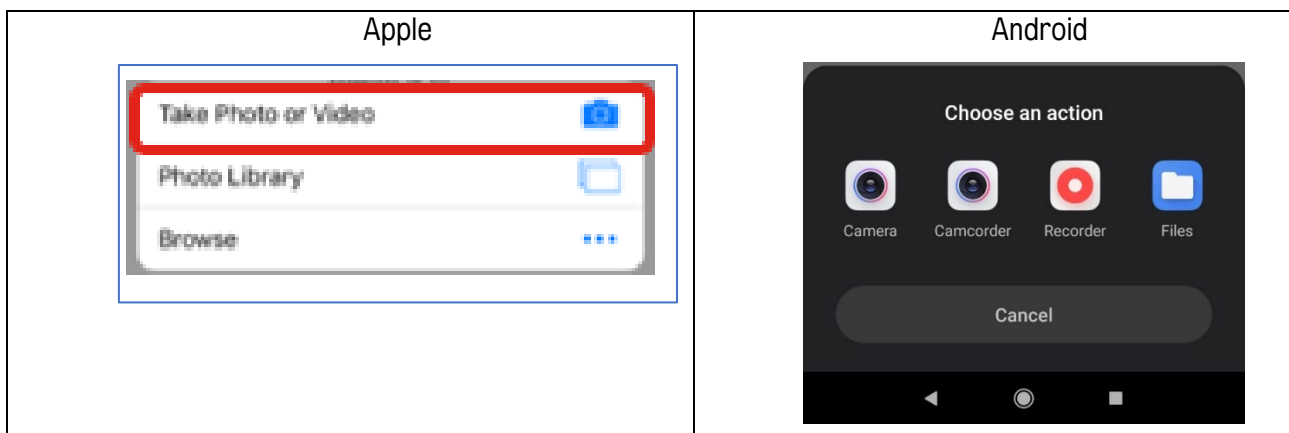 Apple
Take Photo or Video
Photo Library
Browse
Android
Choose an action
Camera Camcorder Recorder Files
Cancel